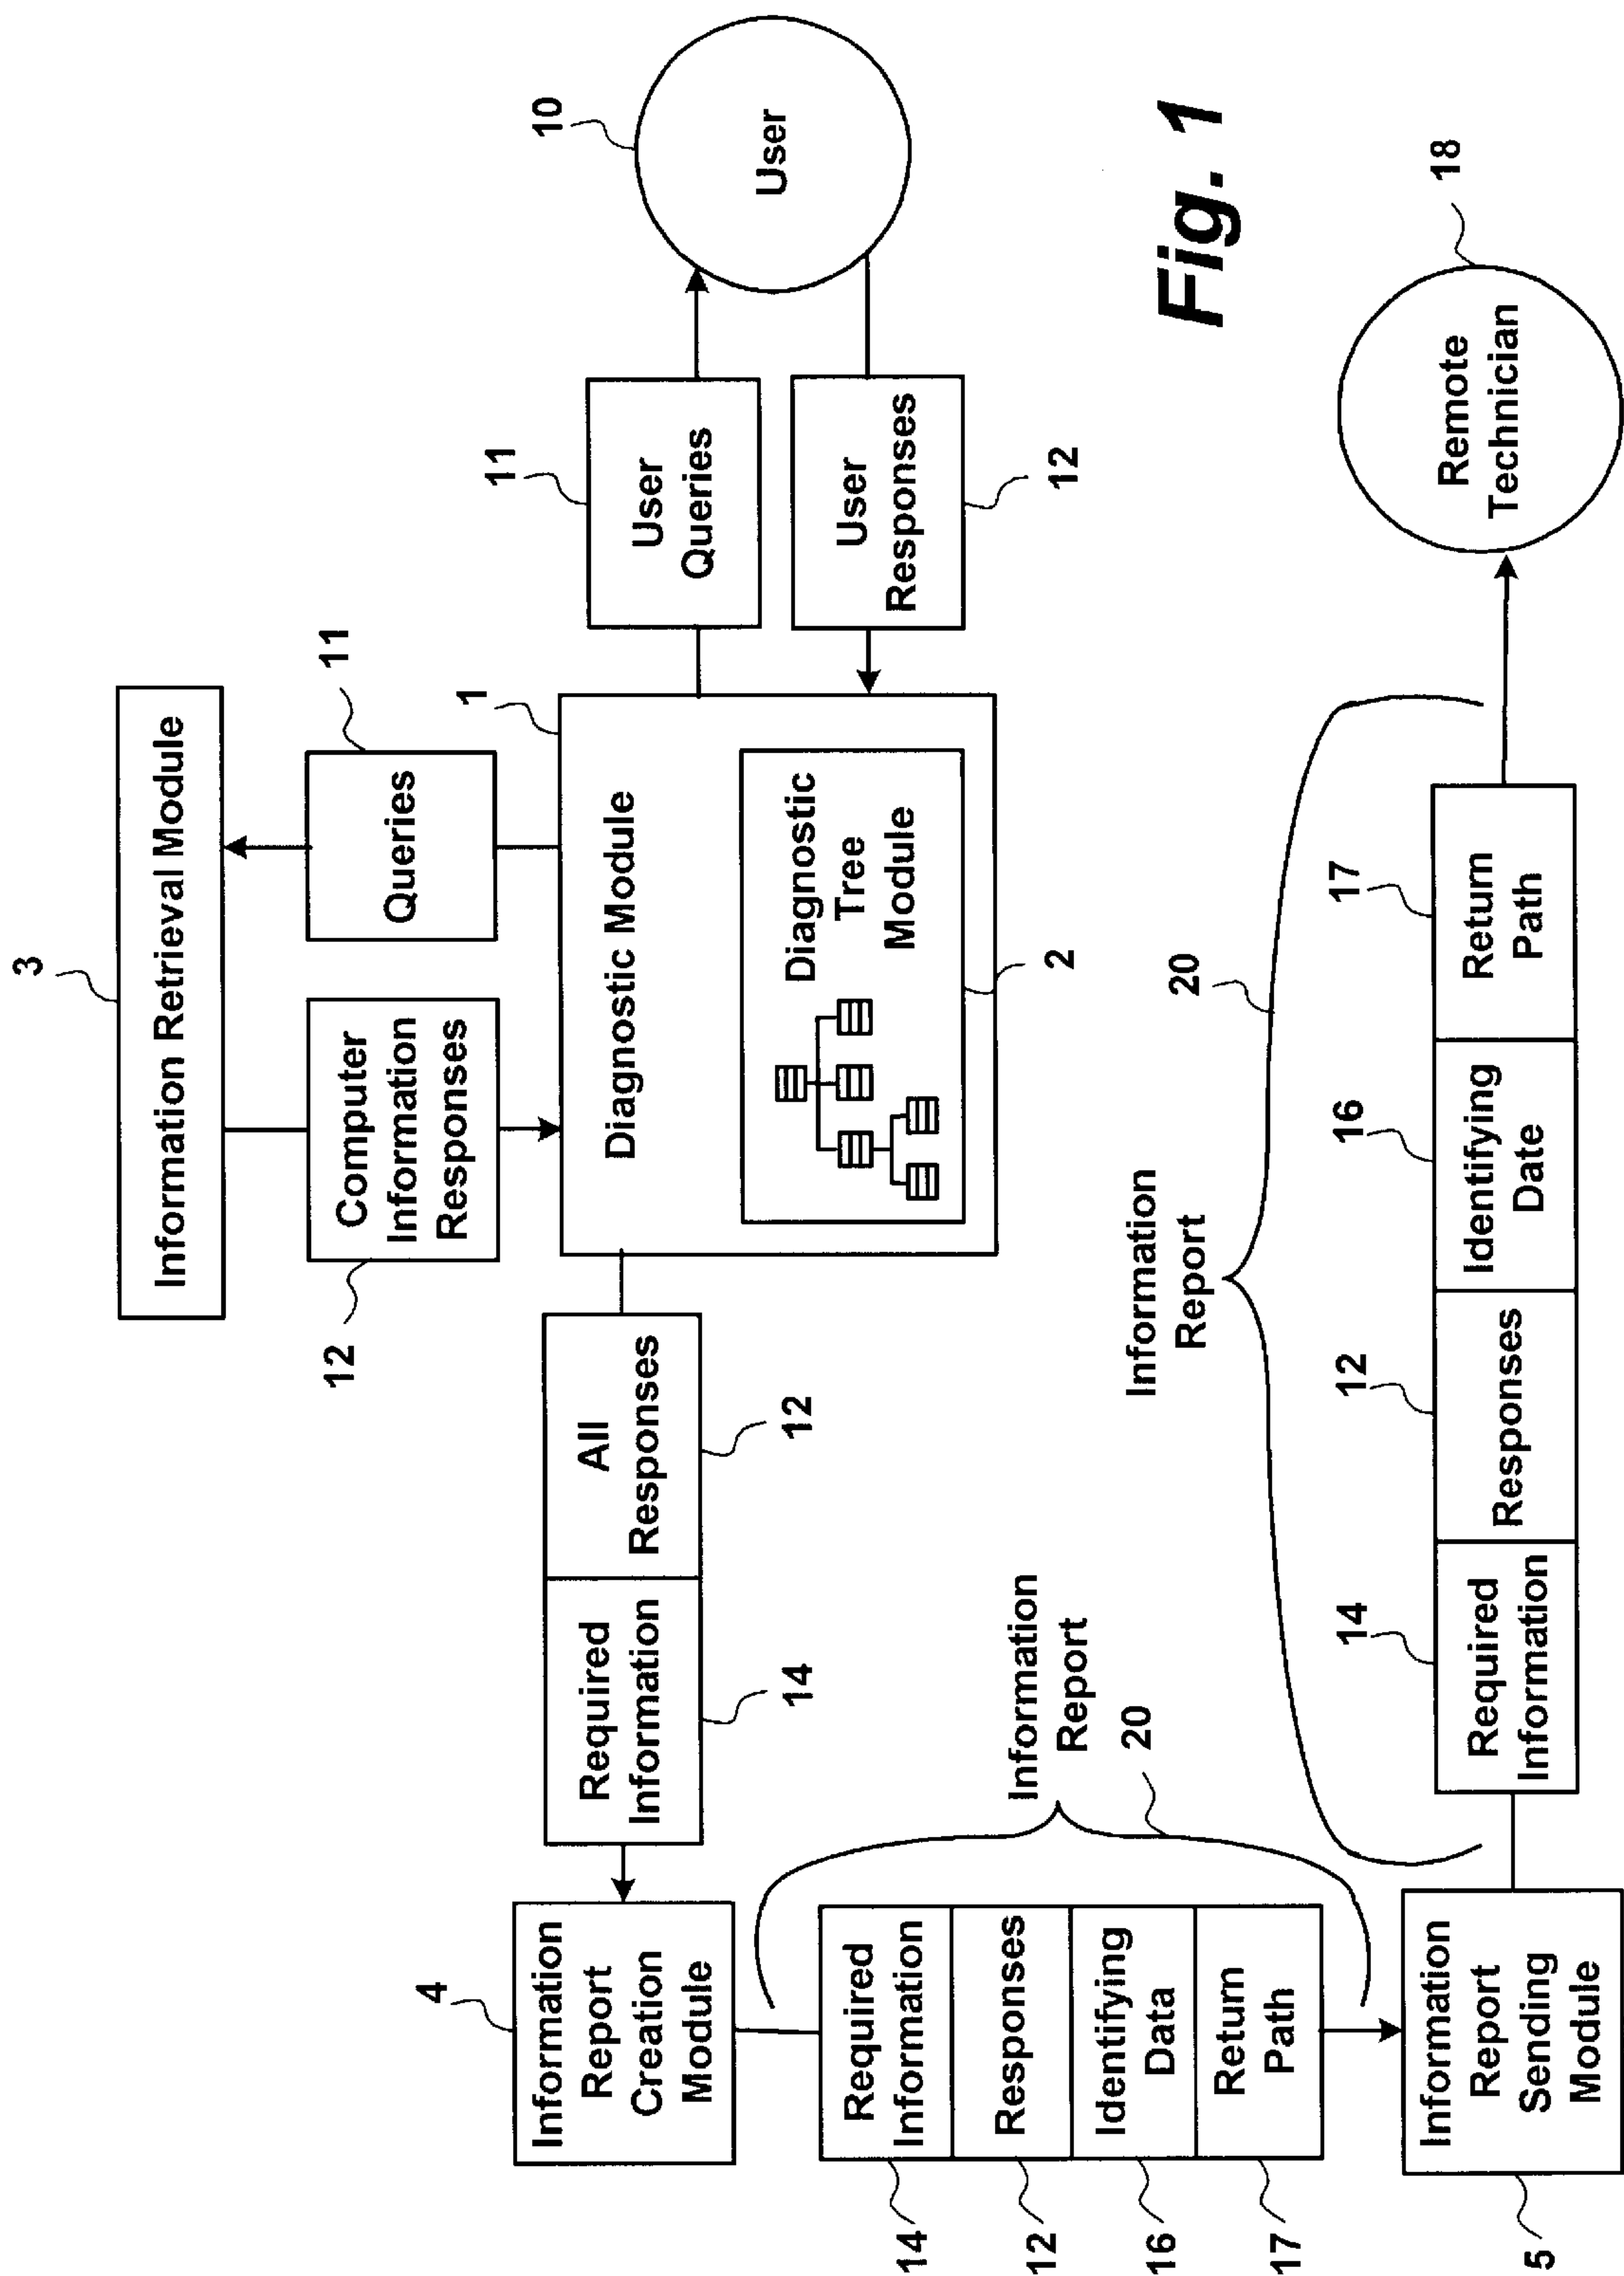 3
Information Retrieval Module
12
Computer
Information
Responses
Queries
11
1
Diagnostic Module
Diagnostic
Tree
Module
2
11
User
Queries
10
User
User
Responses
12
All
Responses
12
Required
Information
14
4
Information
Report
Creation
Module
Information
Report
20
14
Required
Information
12
Responses
16
Identifying
Data
17
Return
Path
5
Information
Report
Sending
Module
Information
Report
20
14
Required
Information
12
Responses
16
Identifying
Date
17
Return
Path
18
Remote
Technician
Fig. 1